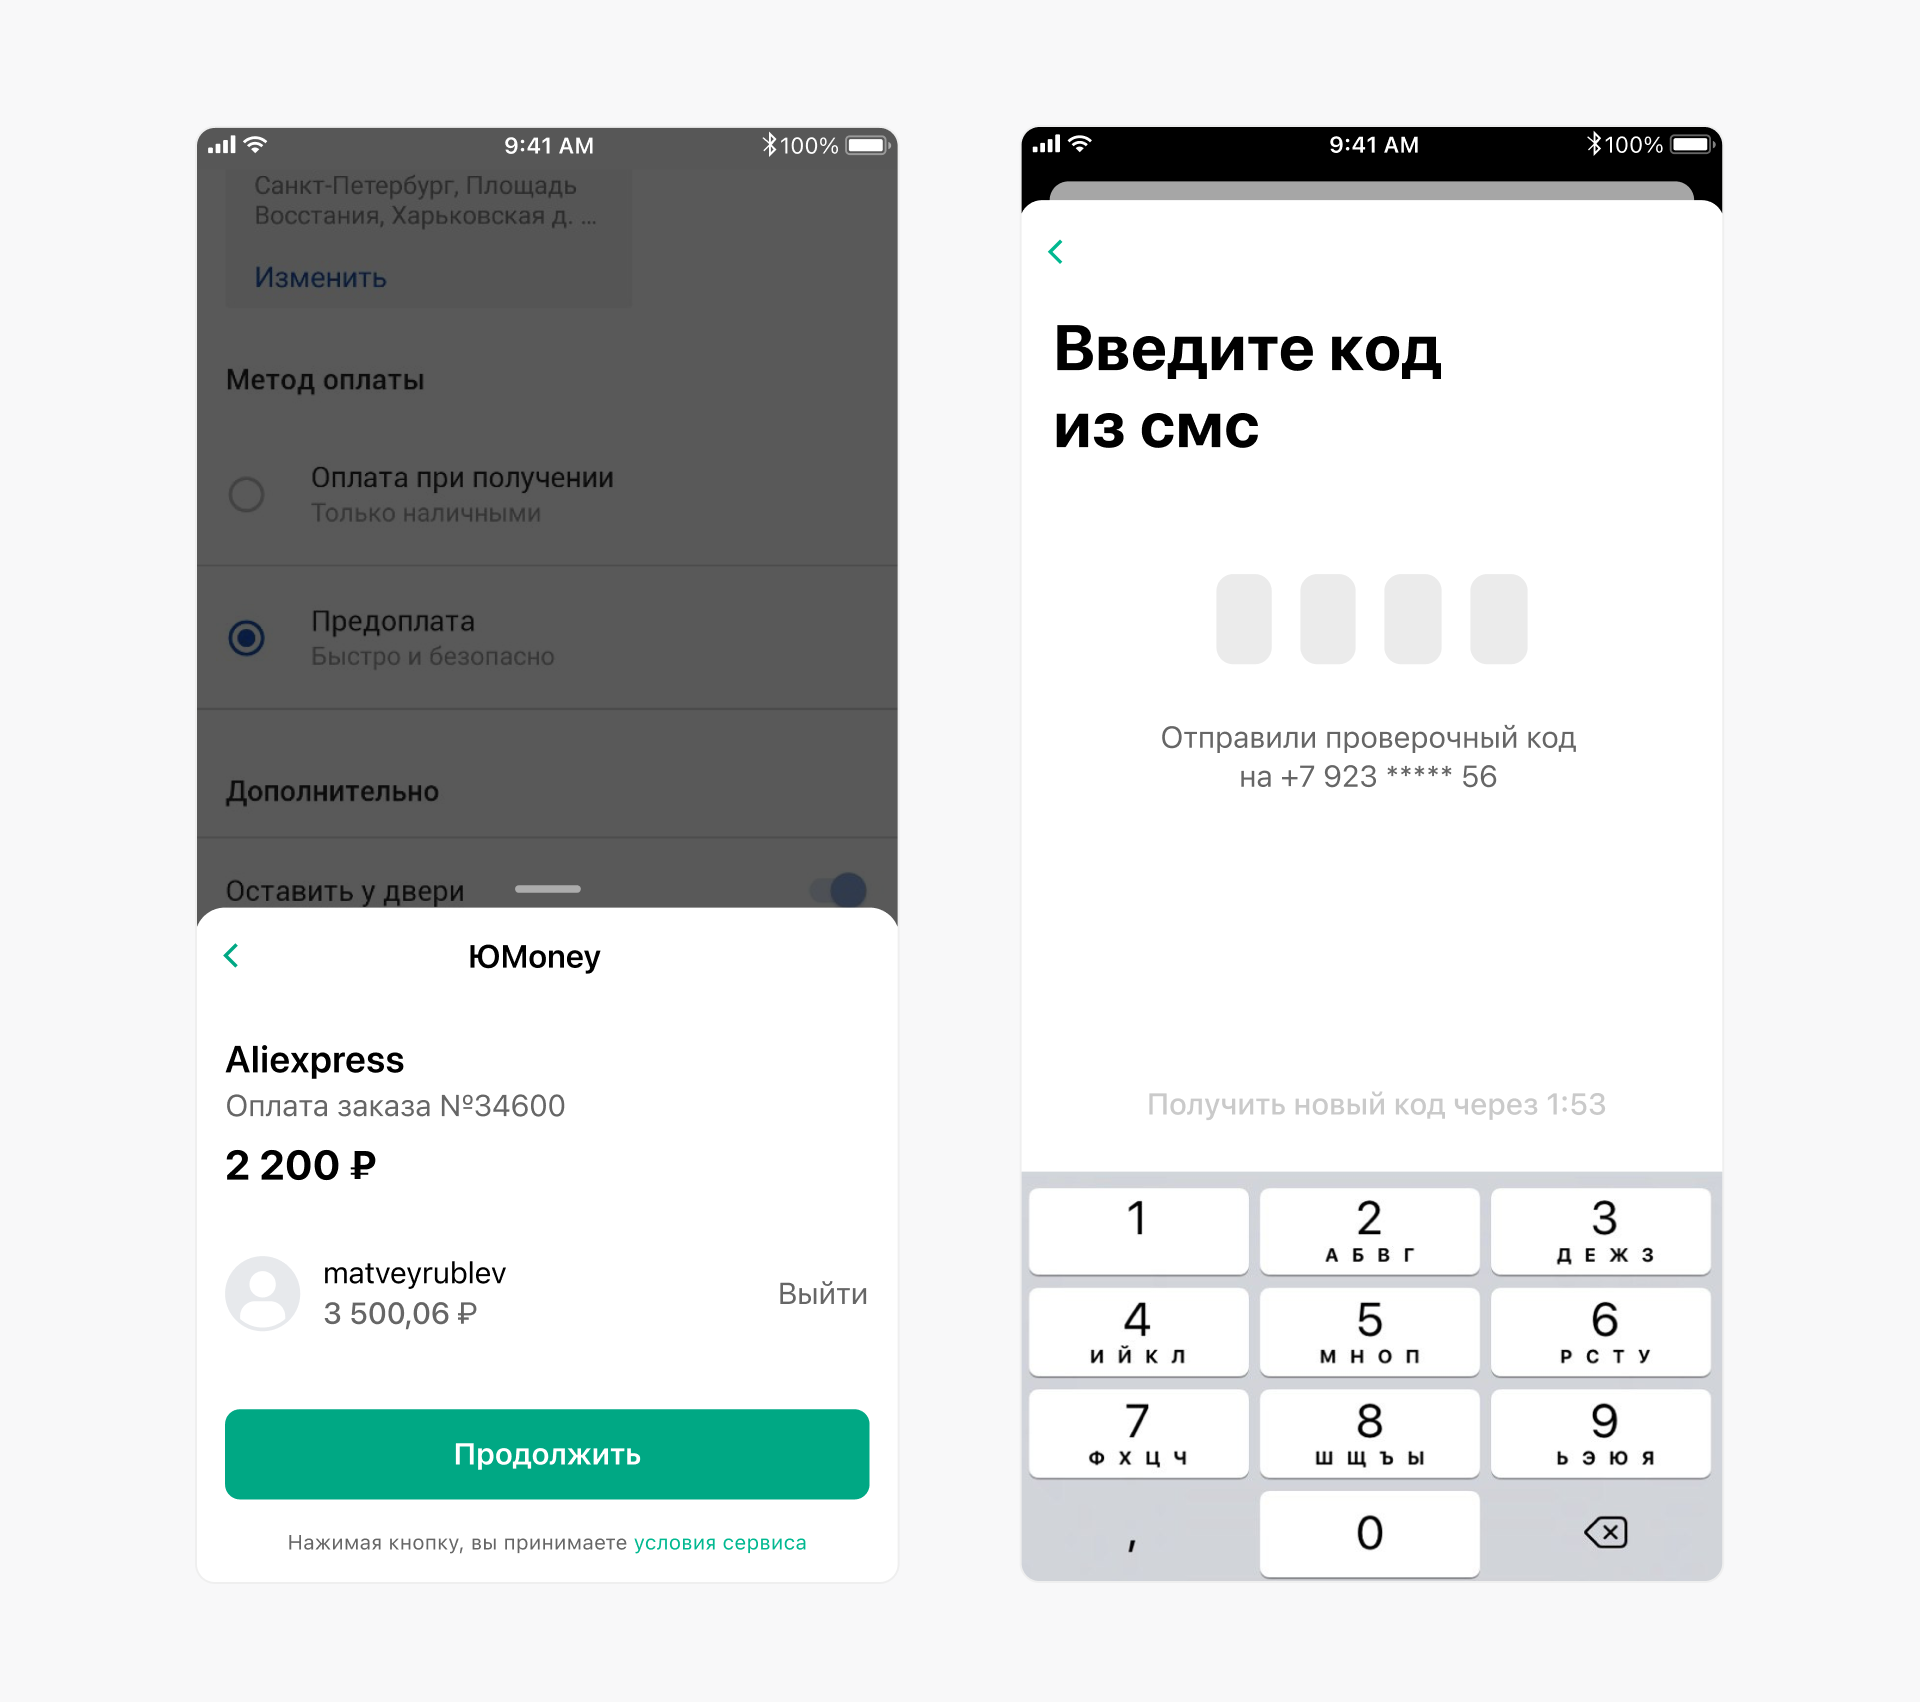 9:41 AM
100%
Санкт-Петербург, Площадь
Восстания, Харьковская д. ...
Изменить
Метод оплаты
Оплата при получении
Только наличными
Предоплата
Быстро и безопасно
Дополнительно
Оставить у двери
ЮMoney
Aliexpress
Оплата заказа №34600
2 200 ₽
matveyrublev
3 500,06 ₽
Выйти
Продолжить
Нажимая кнопку, вы принимаете условия сервиса
9:41 AM
100%
Введите код
из смс
Отправили проверочный код
на +7 923 ***** 56
Получить новый код через 1:53
1
2
3
А Б В Г
Д Е Ж З
4
5
6
И Й К Л
М Н О П
Р С Т У
7
8
9
Ф Х Ц Ч
Ш Щ Ъ Ы
Ь Э Ю Я
,
0